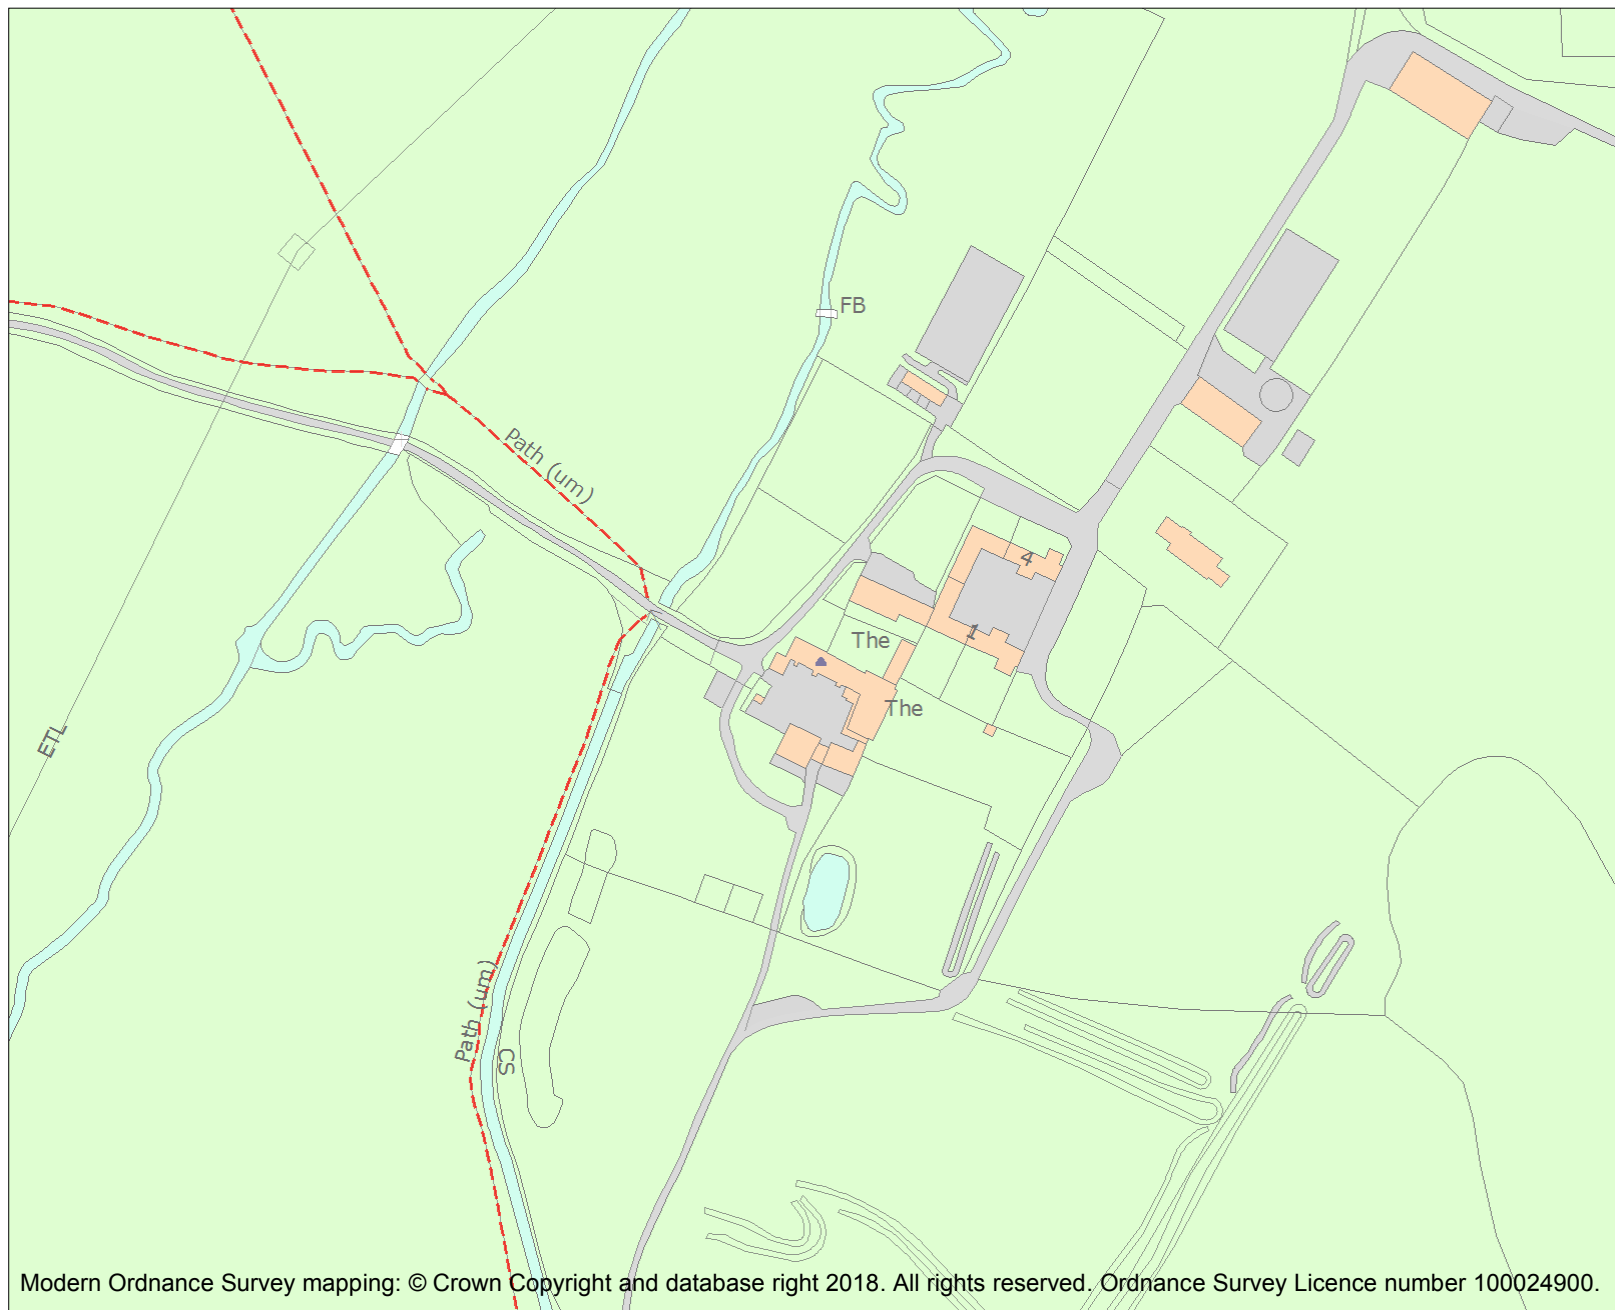 FB
Path (um)
4
1
The
The
ETL
Path (um)
CS
Modern Ordnance Survey mapping: © Crown Copyright and database right 2018. All rights reserved. Ordnance Survey Licence number 100024900.